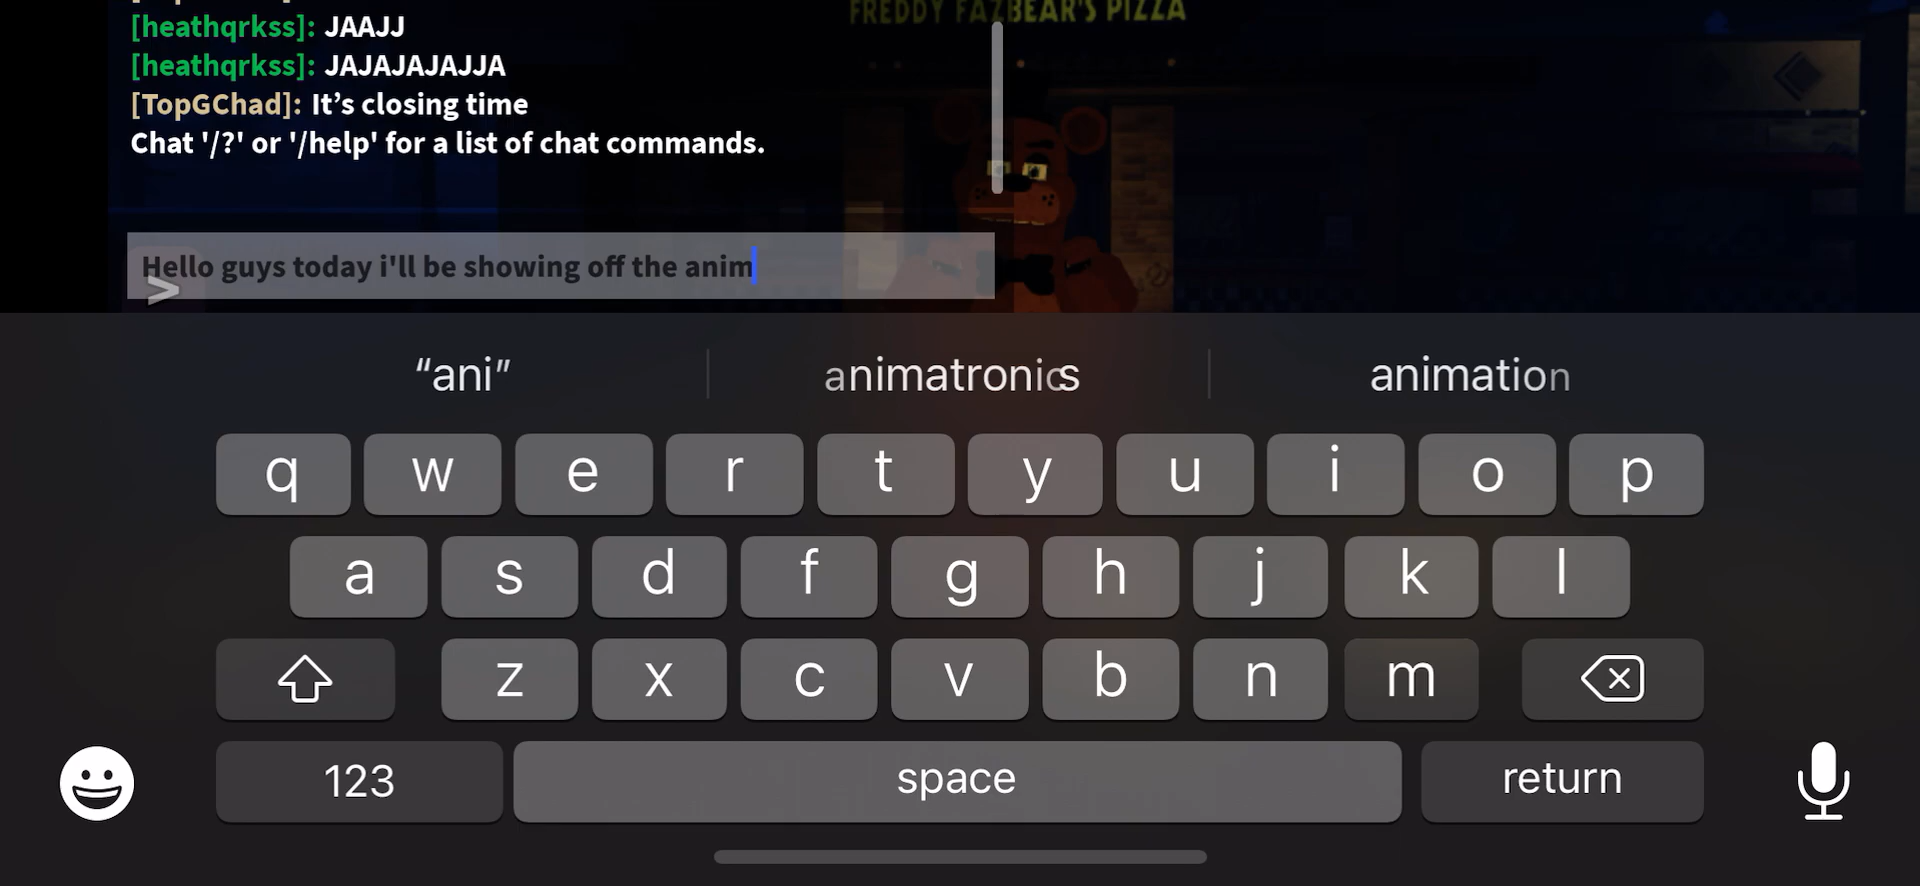 FREDDY FAZBEAR'S PIZZA
[heathqrkss]: JAAJJ
[heathqrkss]: JAJAJAJAJJA
[TopGChad]: It’s closing time
Chat '/?' or '/help' for a list of chat commands.
Hello guys today i'll be showing off the anim
>
“ani” animatronics animation
q w e r t y u i o p
a s d f g h j k l
z x c v b n m
123 space return